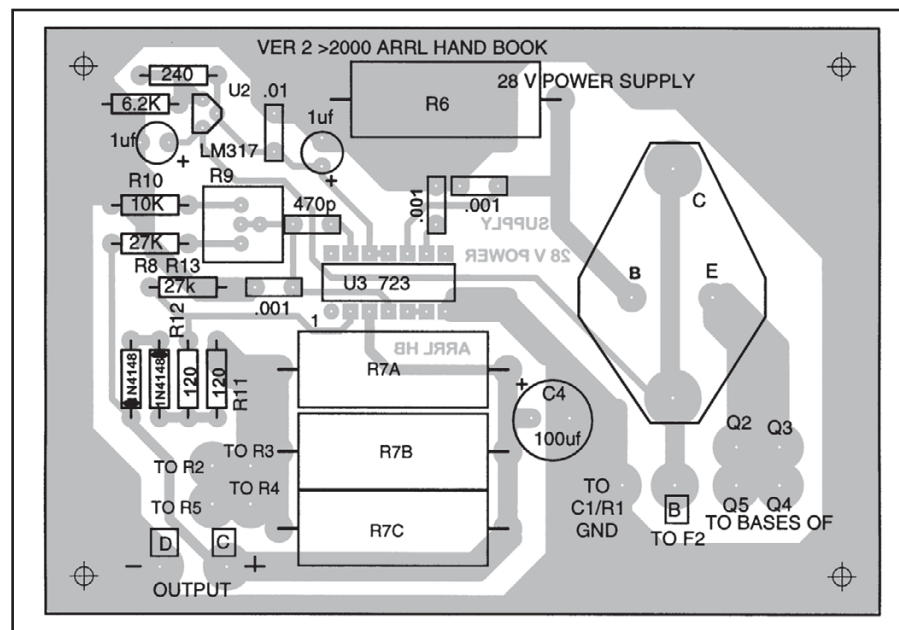 VER 2 >2000 ARRL HAND BOOK
240
U2
6.2K
.01
28 V POWER SUPPLY
R6
1uf
1uf
+
LM317
+
R10
R9
10K
470p
.001
.001
C
27K
SUPPLY
28 V POWER
R8 R13
B
E
27k
U3 723
.001
R12
1
ARRL HB
1N4148
1N4148
120
120
R11
R7A
+
C4
100uf
Q2
Q3
TO R3
TO R2
R7B
TO R4
TO
C1/R1
GND
B
TO F2
Q5
Q4
TO BASES OF
TO R5
R7C
D
C
-
+
OUTPUT